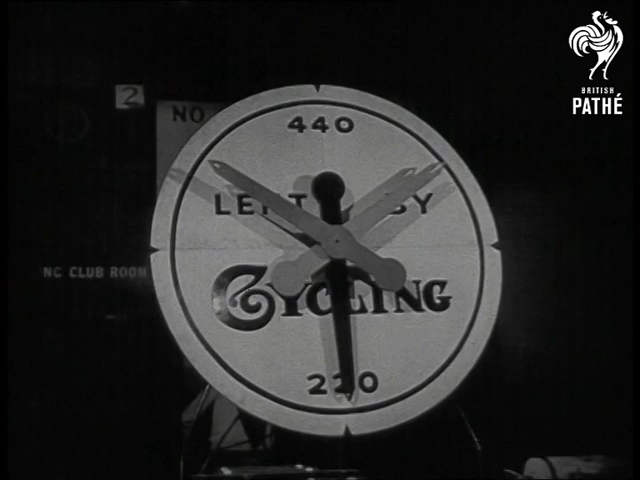 BRITISH
PATHÉ
2
NO
440
LENT BY
CYCLING
NC CLUB ROOM
220